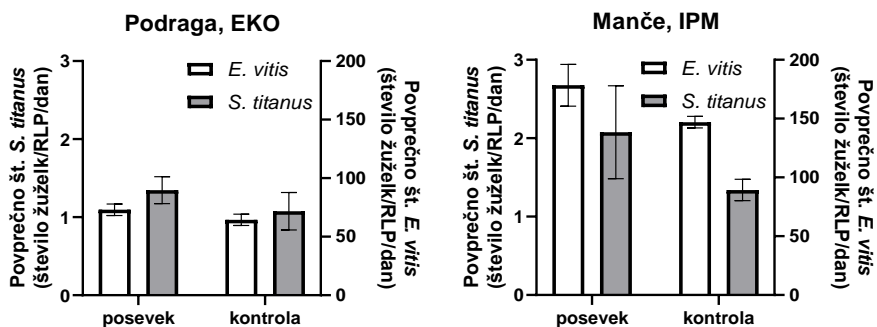 Podraga, EKO
Povprečno št. S. titanus
(število žuželk/RLP/dan)
3
2
1
0
E. vitis
S. titanus
200
150
100
50
0
Povprečno št. E. vitis
(število žuželk/RLP/dan)
posevek
kontrola
Manče, IPM
Povprečno št. S. titanus
(število žuželk/RLP/dan)
3
2
1
0
E. vitis
S. titanus
200
150
100
50
0
Povprečno št. E. vitis
(število žuželk/RLP/dan)
posevek
kontrola